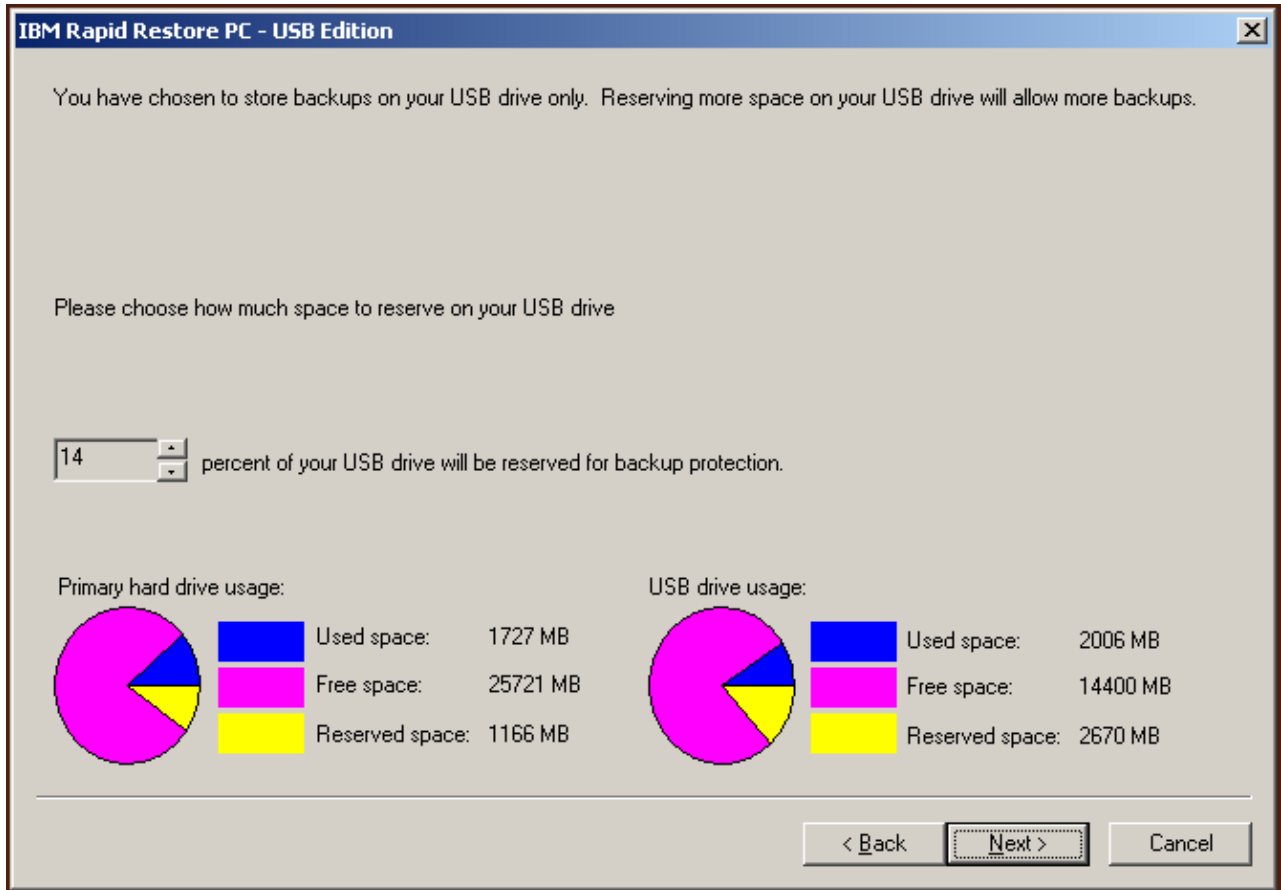 IBM Rapid Restore PC - USB Edition
You have chosen to store backups on your USB drive only.  Reserving more space on your USB drive will allow more backups.
Please choose how much space to reserve on your USB drive
14 percent of your USB drive will be reserved for backup protection.
Primary hard drive usage:
Used space: 1727 MB
Free space: 25721 MB
Reserved space: 1166 MB
USB drive usage:
Used space: 2006 MB
Free space: 14400 MB
Reserved space: 2670 MB
< Back Next > Cancel